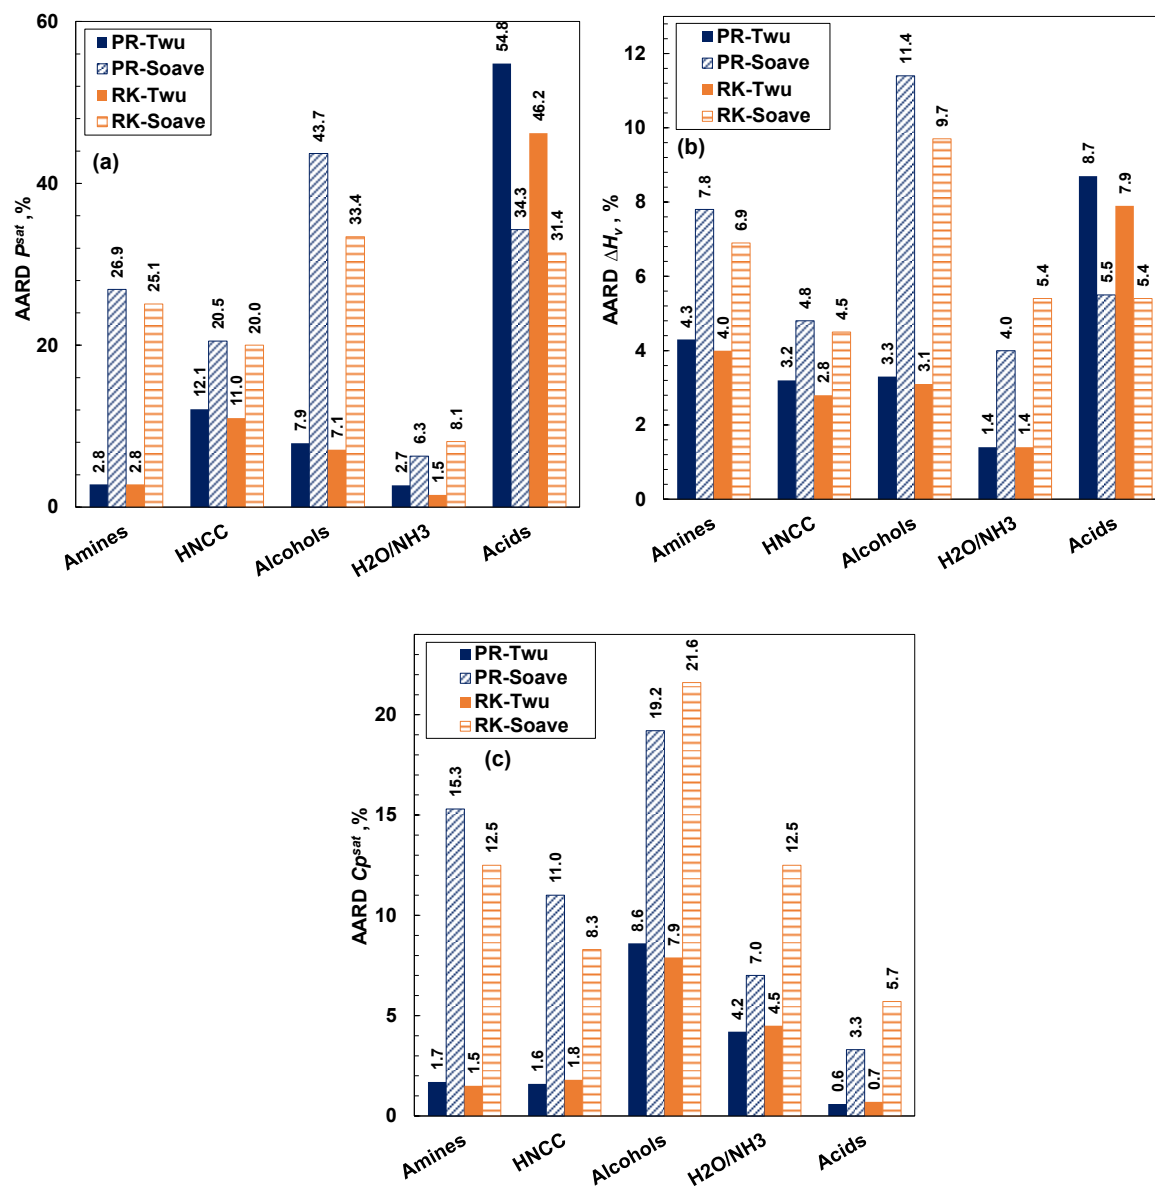 PR-Twu
PR-Soave
RK-Twu
RK-Soave
(a)
AARD Psat ,%
60
40
20
0
2.8
26.9
2.8
25.1
12.1
20.5
11.0
20.0
7.9
43.7
7.1
33.4
2.7
6.3
1.5
8.1
54.8
34.3
46.2
31.4
Amines
HNCC
Alcohols
H2O/NH3
Acids
PR-Twu
PR-Soave
RK-Twu
RK-Soave
(b)
AARD ΔHv , %
12
10
8
6
4
2
0
4.3
7.8
4.0
6.9
3.2
4.8
2.8
4.5
3.3
11.4
3.1
9.7
1.4
4.0
1.4
5.4
8.7
5.5
7.9
5.4
Amines
HNCC
Alcohols
H2O/NH3
Acids
PR-Twu
PR-Soave
RK-Twu
RK-Soave
(c)
AARD Cpsat ,%
20
15
10
5
0
1.7
15.3
1.5
12.5
1.6
11.0
1.8
8.3
8.6
19.2
7.9
21.6
4.2
7.0
4.5
12.5
0.6
3.3
0.7
5.7
Amines
HNCC
Alcohols
H2O/NH3
Acids